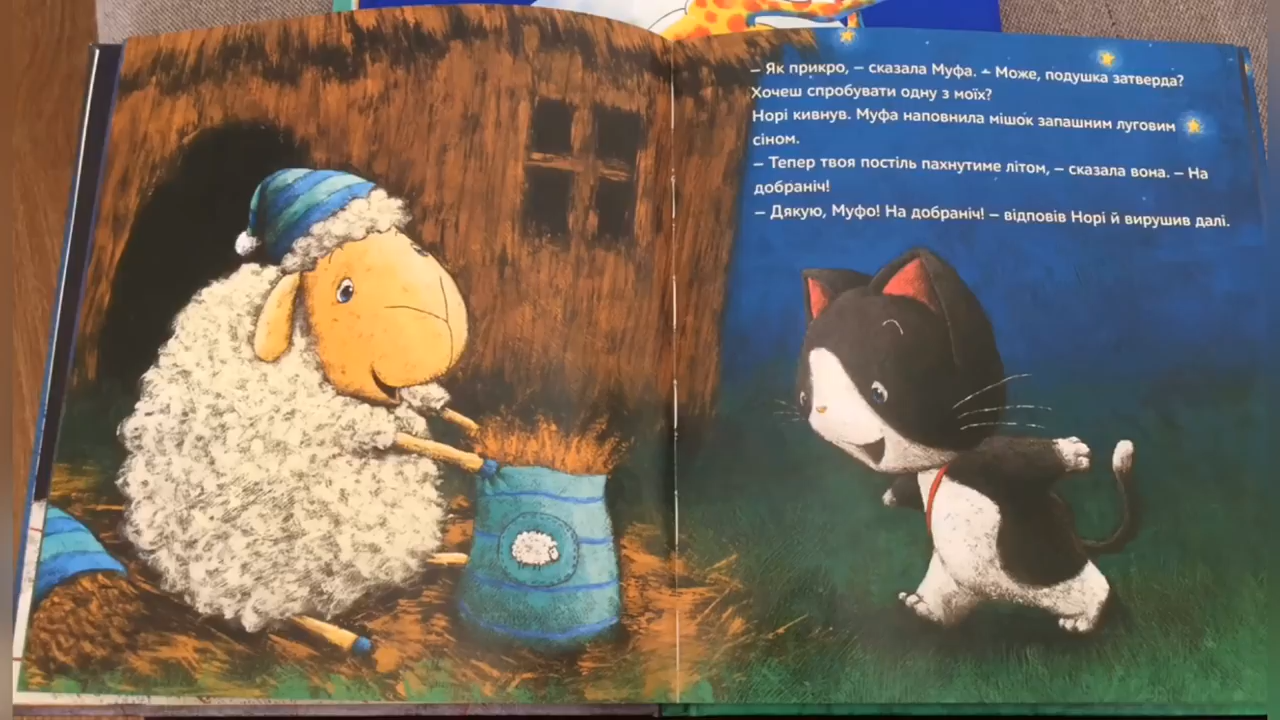 – Як прикро, – сказала Муфа. – Може, подушка затверда?
Хочеш спробувати одну з моїх?
Норі кивнув. Муфа наповнила мішок запашним луговим
сіном.
– Тепер твоя постіль пахнутиме літом, – сказала вона. – На
добраніч!
– Дякую, Муфо! На добраніч! – відповів Норі й вирушив далі.